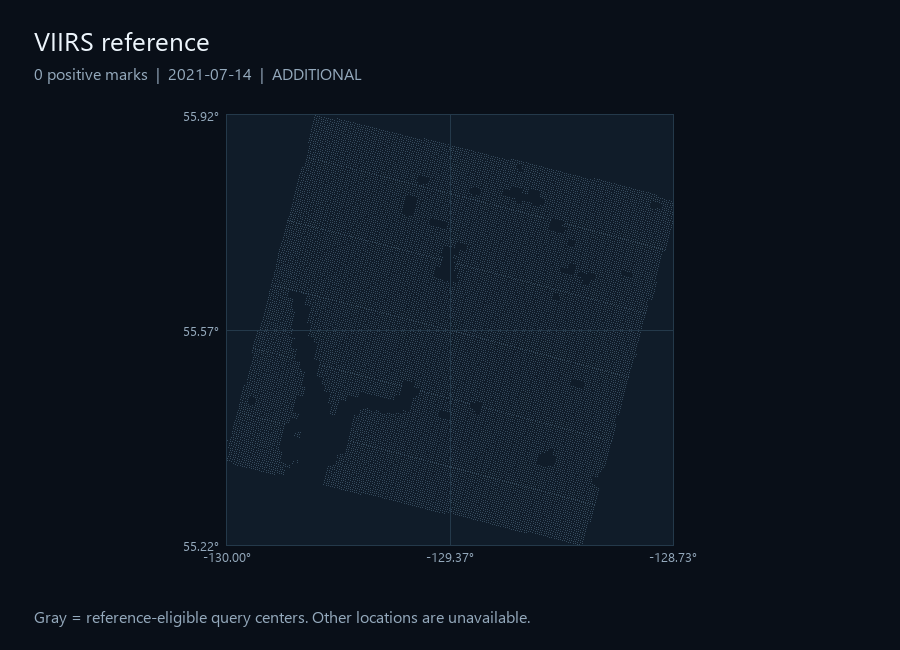 VIIRS reference
0 positive marks | 2021-07-14 | ADDITIONAL
55.92°
55.57°
55.22°
-130.00°
-129.37°
-128.73°
Gray = reference-eligible query centers. Other locations are unavailable.